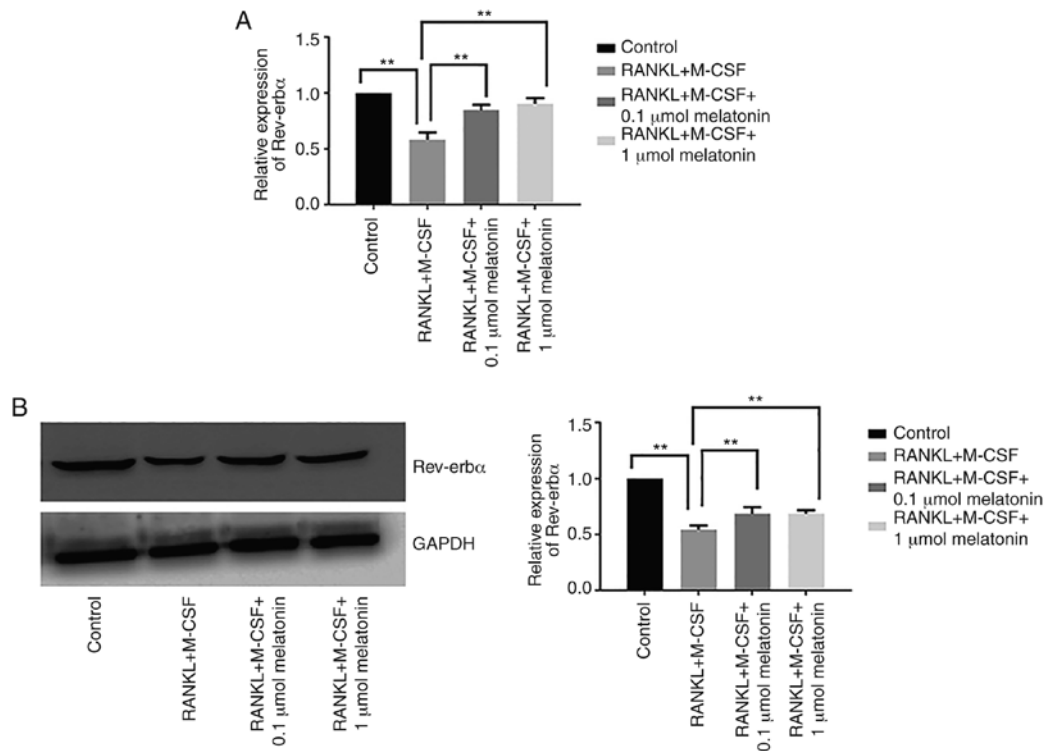 A
Relative expression
of Rev-erbα
1.5
1.0
0.5
0.0
**
**
**
Control
RANKL+M-CSF
RANKL+M-CSF+
0.1 μmol melatonin
RANKL+M-CSF+
1 μmol melatonin
Control
RANKL+M-CSF
RANKL+M-CSF+
0.1 μmol melatonin
RANKL+M-CSF+
1 μmol melatonin
B
Rev-erbα
GAPDH
Control
RANKL+M-CSF
RANKL+M-CSF+
0.1 μmol melatonin
RANKL+M-CSF+
1 μmol melatonin
Relative expression
of Rev-erbα
1.5
1.0
0.5
0.0
**
**
**
Control
RANKL+M-CSF
RANKL+M-CSF+
0.1 μmol melatonin
RANKL+M-CSF+
1 μmol melatonin
Control
RANKL+M-CSF
RANKL+M-CSF+
0.1 μmol melatonin
RANKL+M-CSF+
1 μmol melatonin